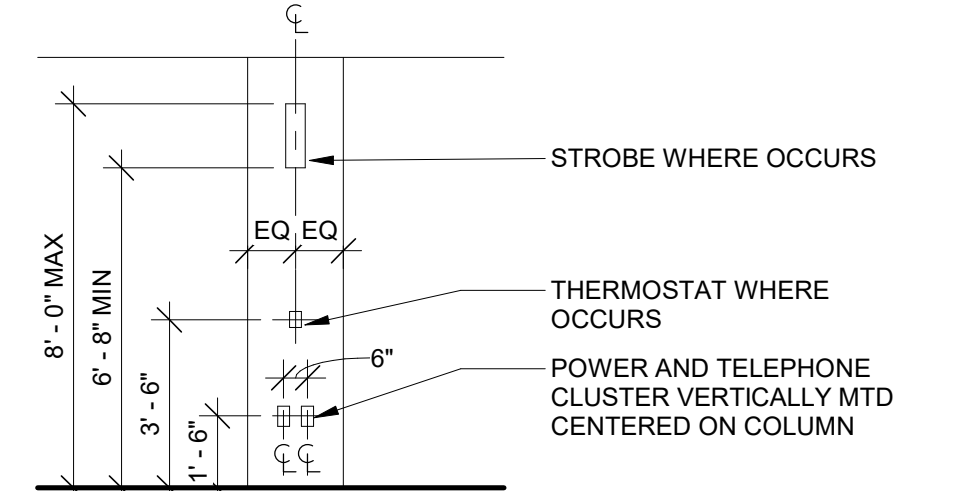 ℄
STROBE WHERE OCCURS
EQ EQ
8' - 0" MAX
6' - 8" MIN
THERMOSTAT WHERE
OCCURS
3' - 6"
6"
POWER AND TELEPHONE
CLUSTER VERTICALLY MTD
CENTERED ON COLUMN
1' - 6"
℄ ℄